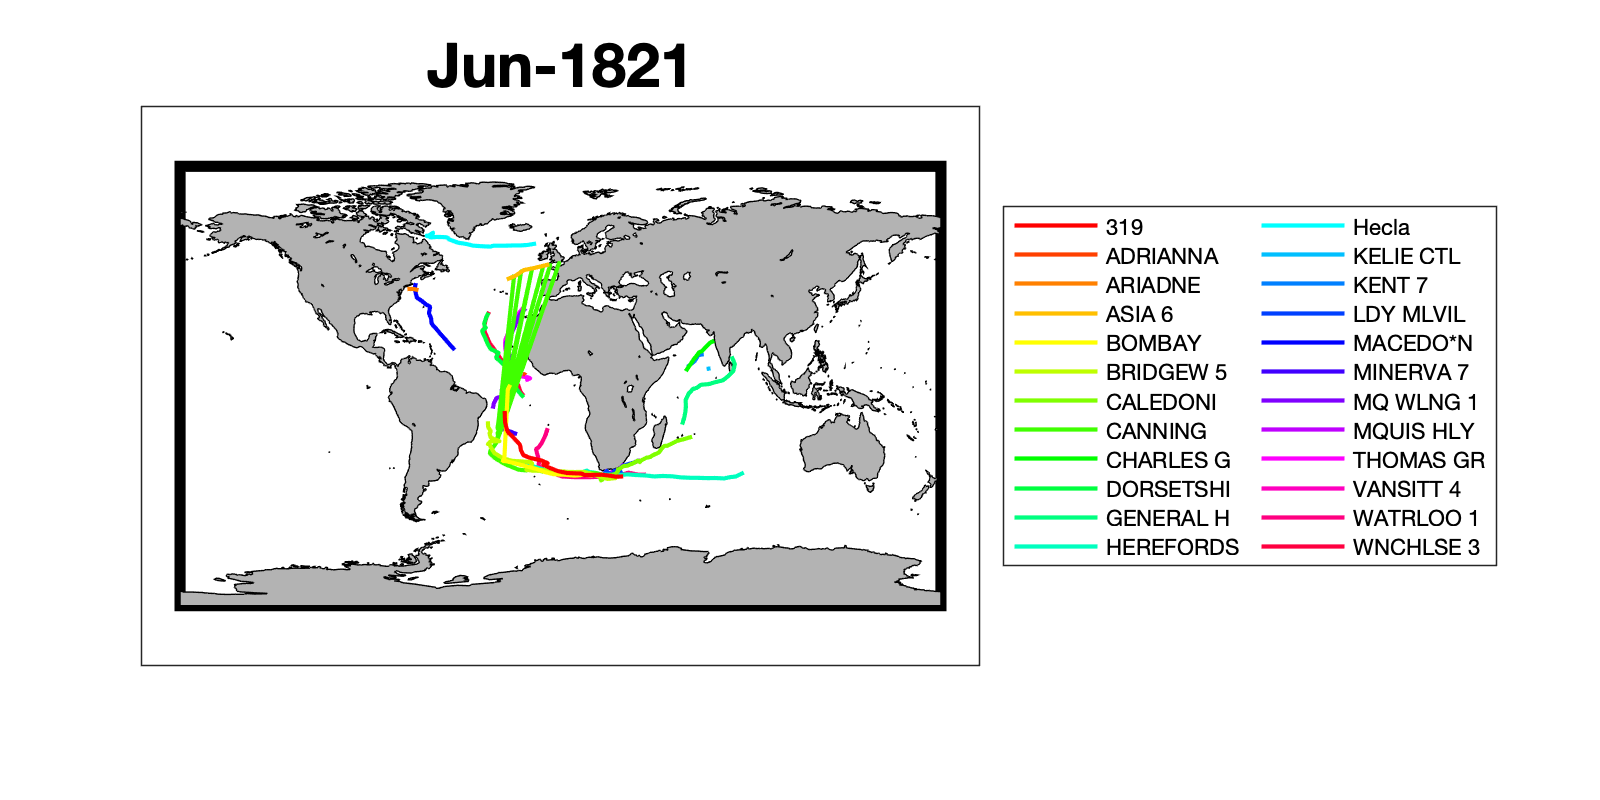 Jun-1821
319
ADRIANNA
ARIADNE
ASIA 6
BOMBAY
BRIDGEW 5
CALEDONI
CANNING
CHARLES G
DORSETSHI
GENERAL H
HEREFORDS
Hecla
KELIE CTL
KENT 7
LDY MLVIL
MACEDO*N
MINERVA 7
MQ WLNG 1
MQUIS HLY
THOMAS GR
VANSITT 4
WATRLOO 1
WNCHLSE 3